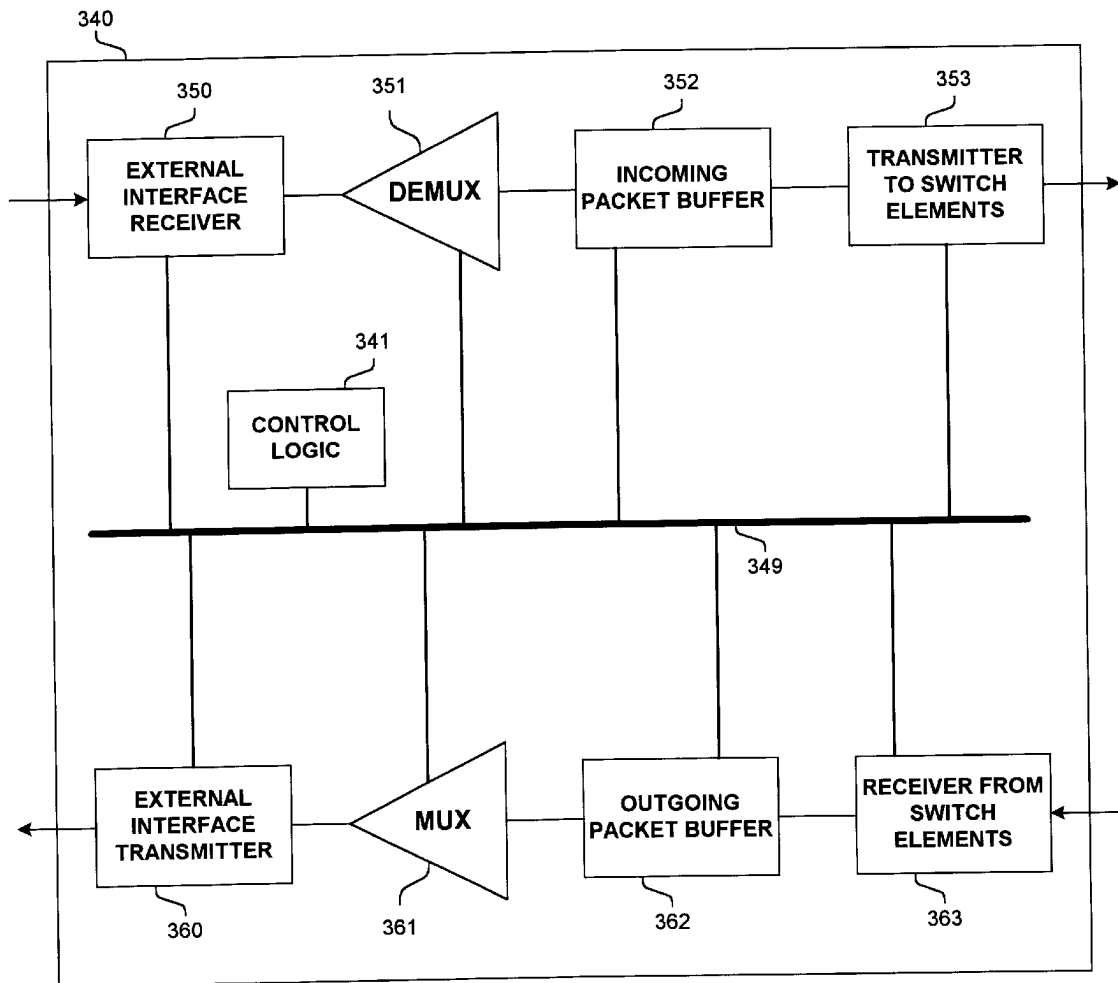 340
350
351
352
353
EXTERNAL
INTERFACE
RECEIVER
DEMUX
INCOMING
PACKET BUFFER
TRANSMITTER
TO SWITCH
ELEMENTS
341
CONTROL
LOGIC
349
EXTERNAL
INTERFACE
TRANSMITTER
MUX
OUTGOING
PACKET BUFFER
RECEIVER FROM
SWITCH
ELEMENTS
360
361
362
363